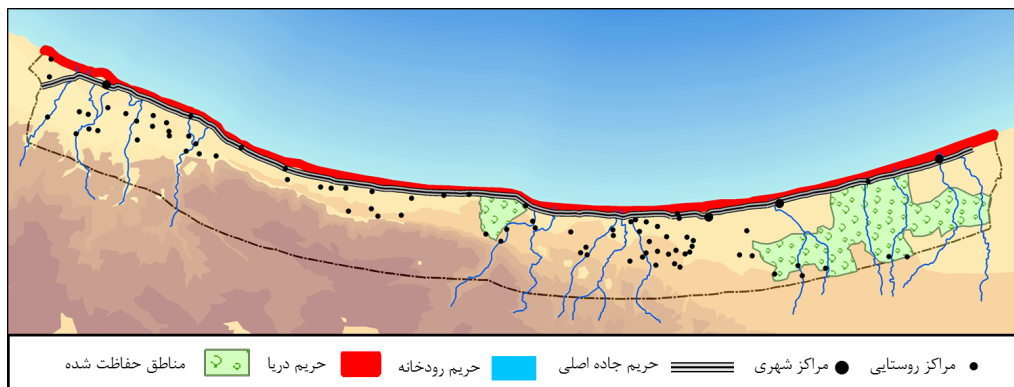 مراکز روستایی مراکز شهری حریم جاده اصلی حریم رودخانه حریم دریا مناطق حفاظت شده